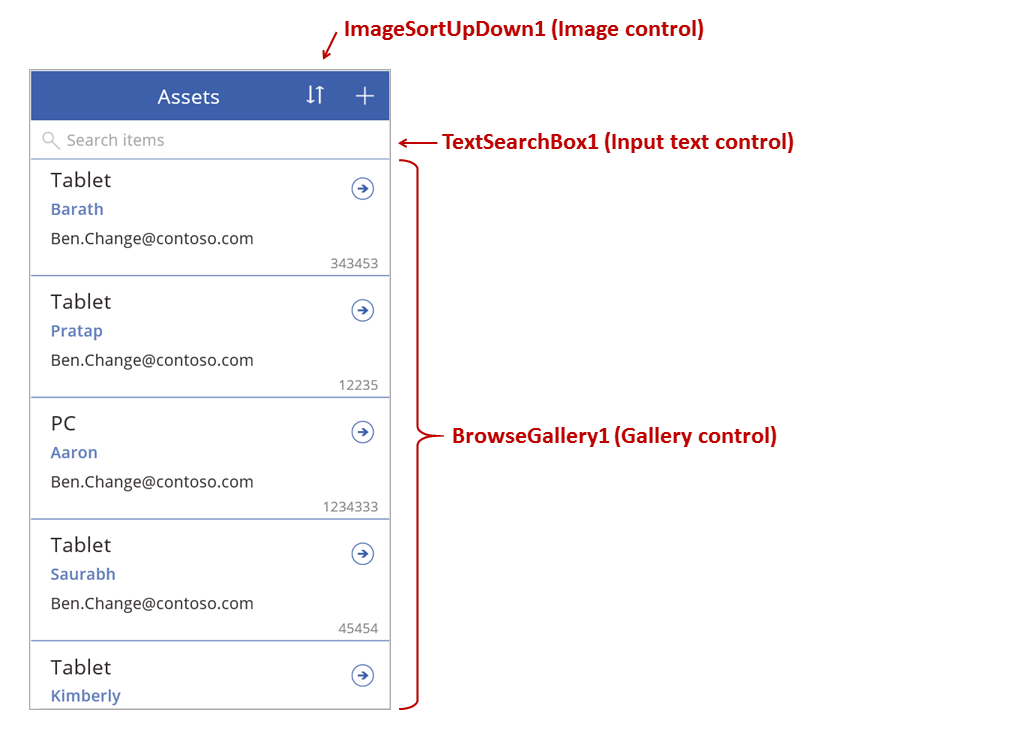 ImageSortUpDown1 (Image control)
Assets
Search items
TextSearchBox1 (Input text control)
Tablet
Barath
Ben.Change@contoso.com
343453
Tablet
Pratap
Ben.Change@contoso.com
12235
PC
Aaron
BrowseGallery1 (Gallery control)
Ben.Change@contoso.com
1234333
Tablet
Saurabh
Ben.Change@contoso.com
45454
Tablet
Kimberly